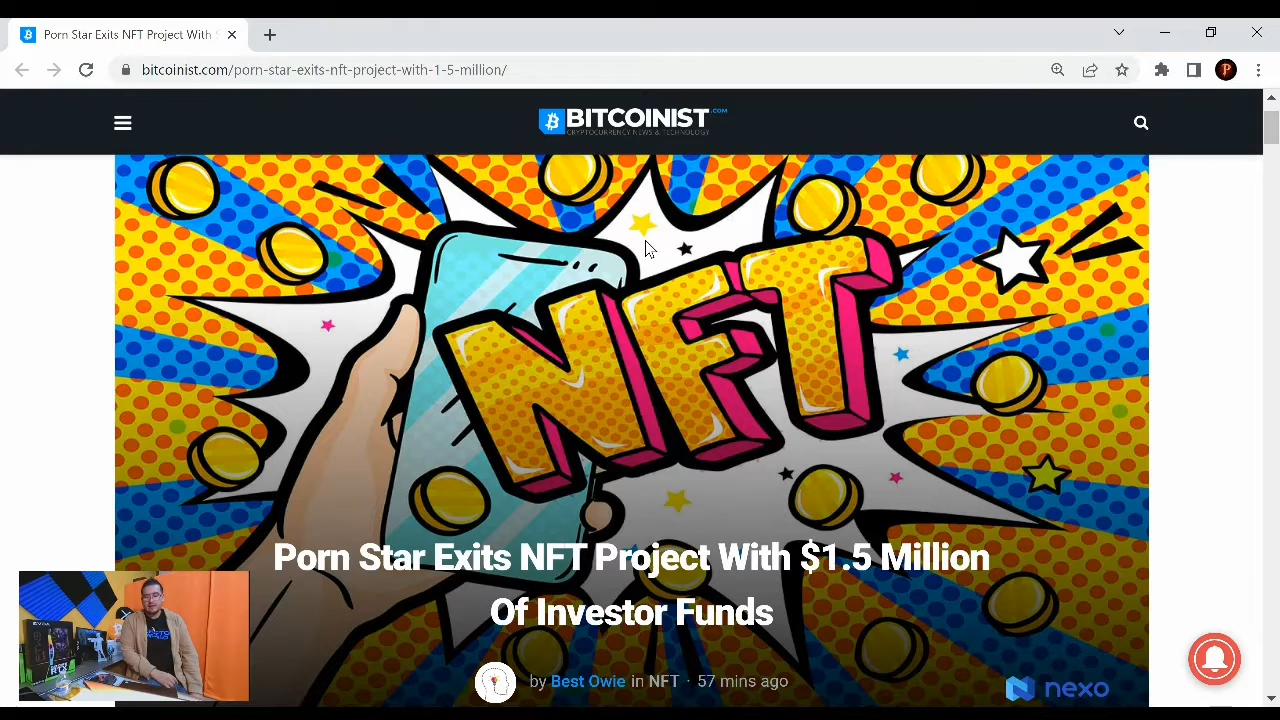 Porn Star Exits NFT Project With
bitcoinist.com/porn-star-exits-nft-project-with-1-5-million/
P
BITCOINIST.COM
CRYPTOCURRENCY NEWS & TECHNOLOGY
NFT
Porn Star Exits NFT Project With $1.5 Million
Of Investor Funds
by Best Owie in NFT · 57 mins ago
nexo
EVGA